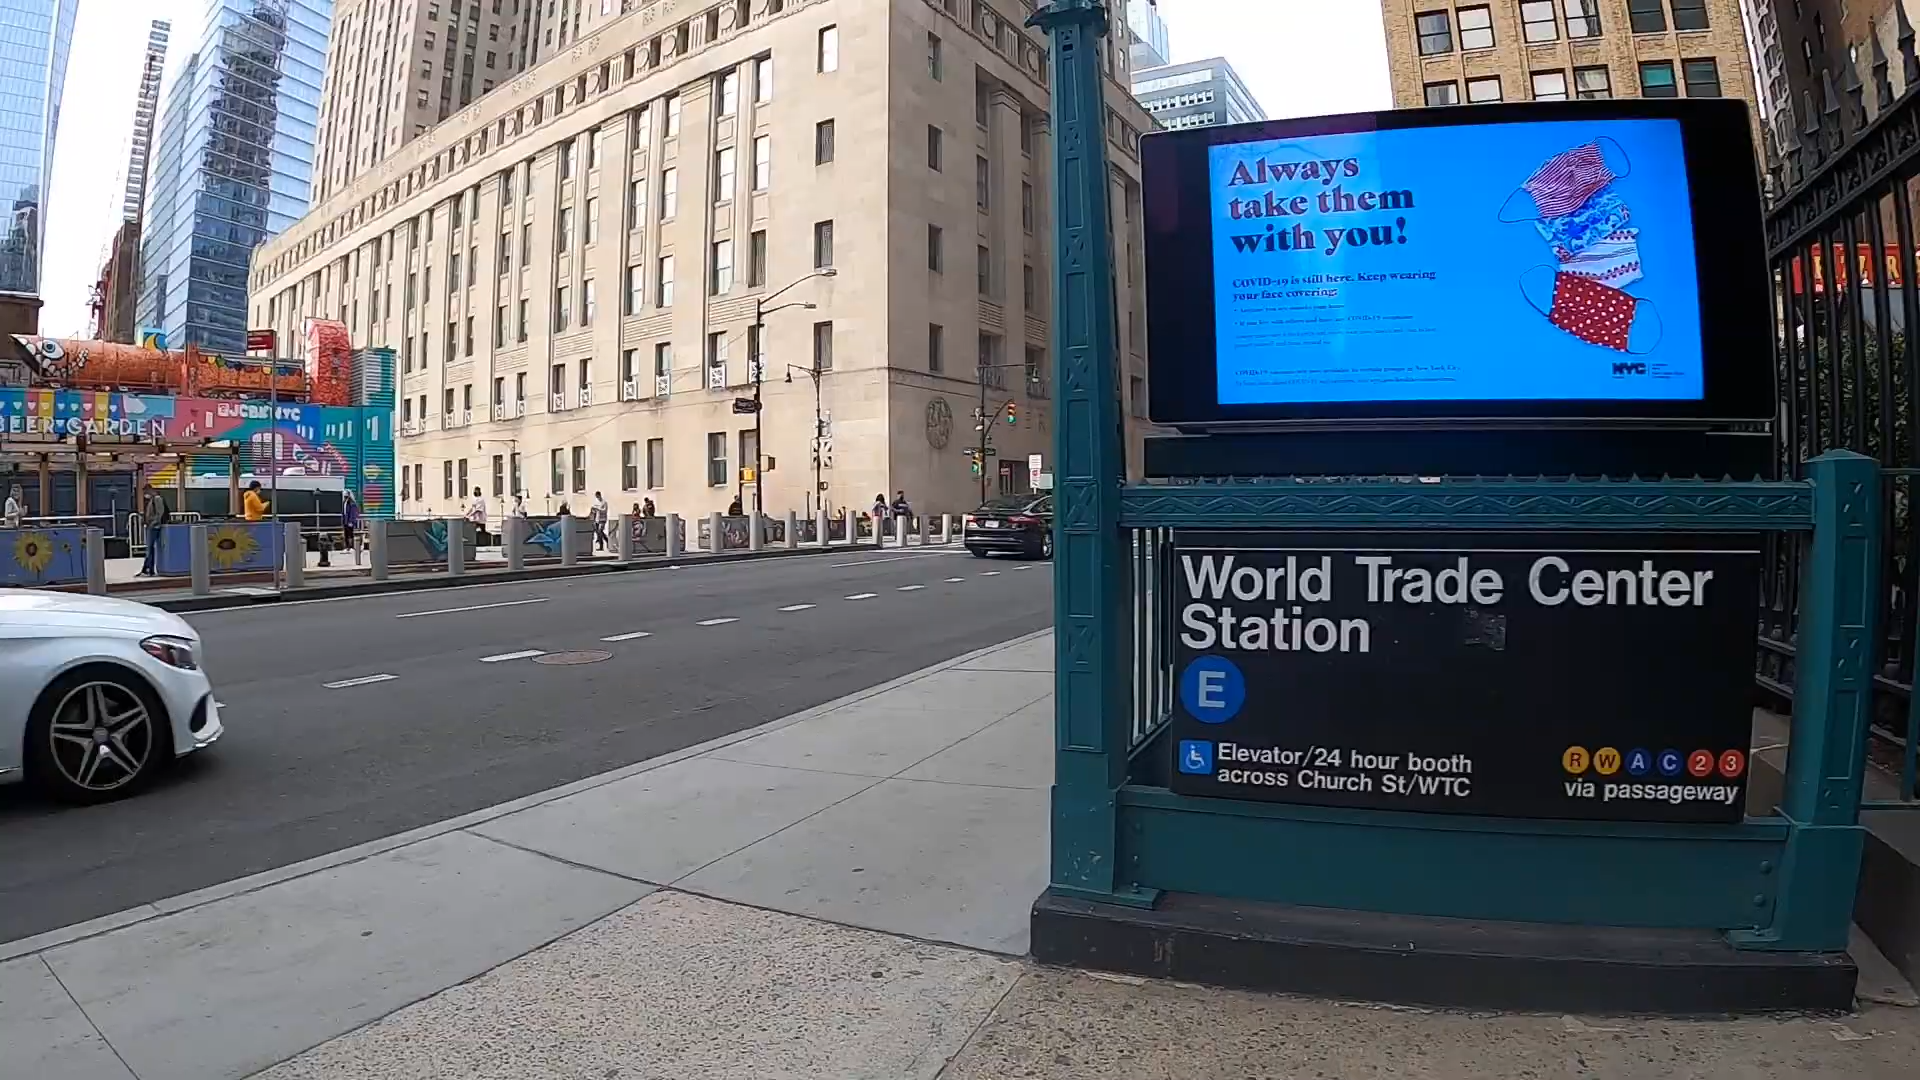 Always
take them
with you!
COVID-19 is still here. Keep wearing
your face covering:
NYC
@JCBKNYC
BEER GARDEN
World Trade Center
Station
E
Elevator/24 hour booth
across Church St/WTC
R W A C 2 3
via passageway